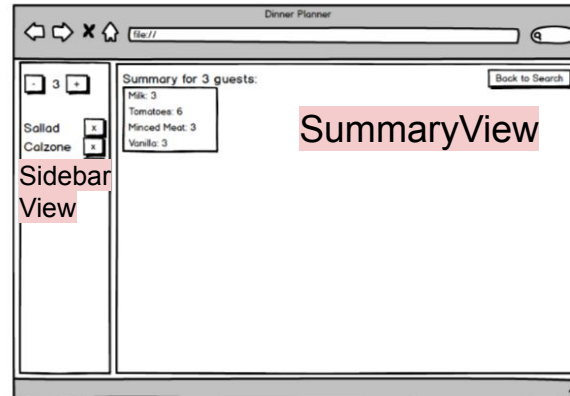 Dinner Planner
file://
- 3 +
Sallad x
Calzone x
Sidebar
View
Summary for 3 guests:
Milk: 3
Tomatoes: 6
Minced Meat: 3
Vanilla: 3
Back to Search
SummaryView